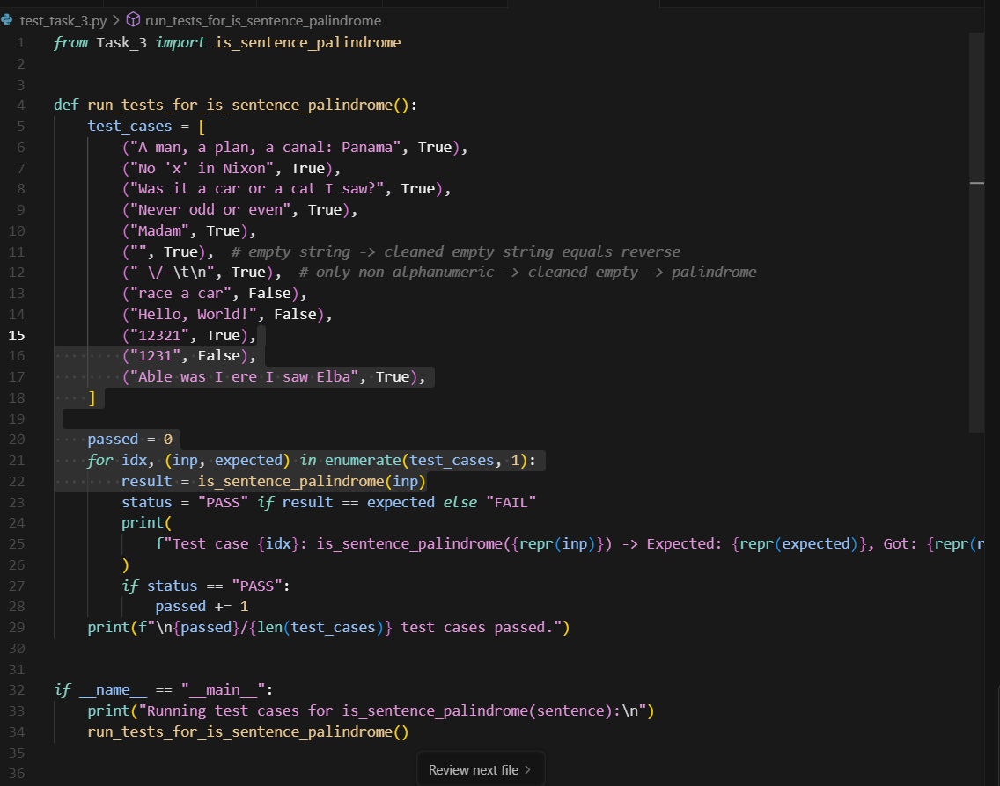 test_task_3.py > run_tests_for_is_sentence_palindrome
1 from Task_3 import is_sentence_palindrome
2
3
4 def run_tests_for_is_sentence_palindrome():
5     test_cases = [
6         ("A man, a plan, a canal: Panama", True),
7         ("No 'x' in Nixon", True),
8         ("Was it a car or a cat I saw?", True),
9         ("Never odd or even", True),
10         ("Madam", True),
11         ("", True),  # empty string -> cleaned empty string equals reverse
12         (" \/-\t\n", True),  # only non-alphanumeric -> cleaned empty -> palindrome
13         ("race a car", False),
14         ("Hello, World!", False),
15         ("12321", True),
16         ("1231", False),
17         ("Able was I ere I saw Elba", True),
18     ]
19
20     passed = 0
21     for idx, (inp, expected) in enumerate(test_cases, 1):
22         result = is_sentence_palindrome(inp)
23         status = "PASS" if result == expected else "FAIL"
24         print(
25             f"Test case {idx}: is_sentence_palindrome({repr(inp)}) -> Expected: {repr(expected)}, Got: {repr(r
26         )
27         if status == "PASS":
28             passed += 1
29     print(f"\n{passed}/{len(test_cases)} test cases passed.")
30
31
32 if __name__ == "__main__":
33     print("Running test cases for is_sentence_palindrome(sentence):\n")
34     run_tests_for_is_sentence_palindrome()
35
36
Review next file >